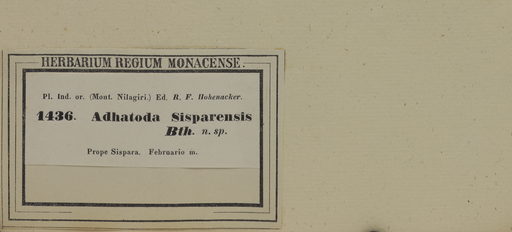 HERBARIUM REGIUM MONACENSE.
Pl. Ind. or. (Mont. Nilagiri.) Ed. R. F. Hohenacker.
1436. Adhatoda Sisparensis
Bth. n. sp.
Prope Sispara. Februario m.